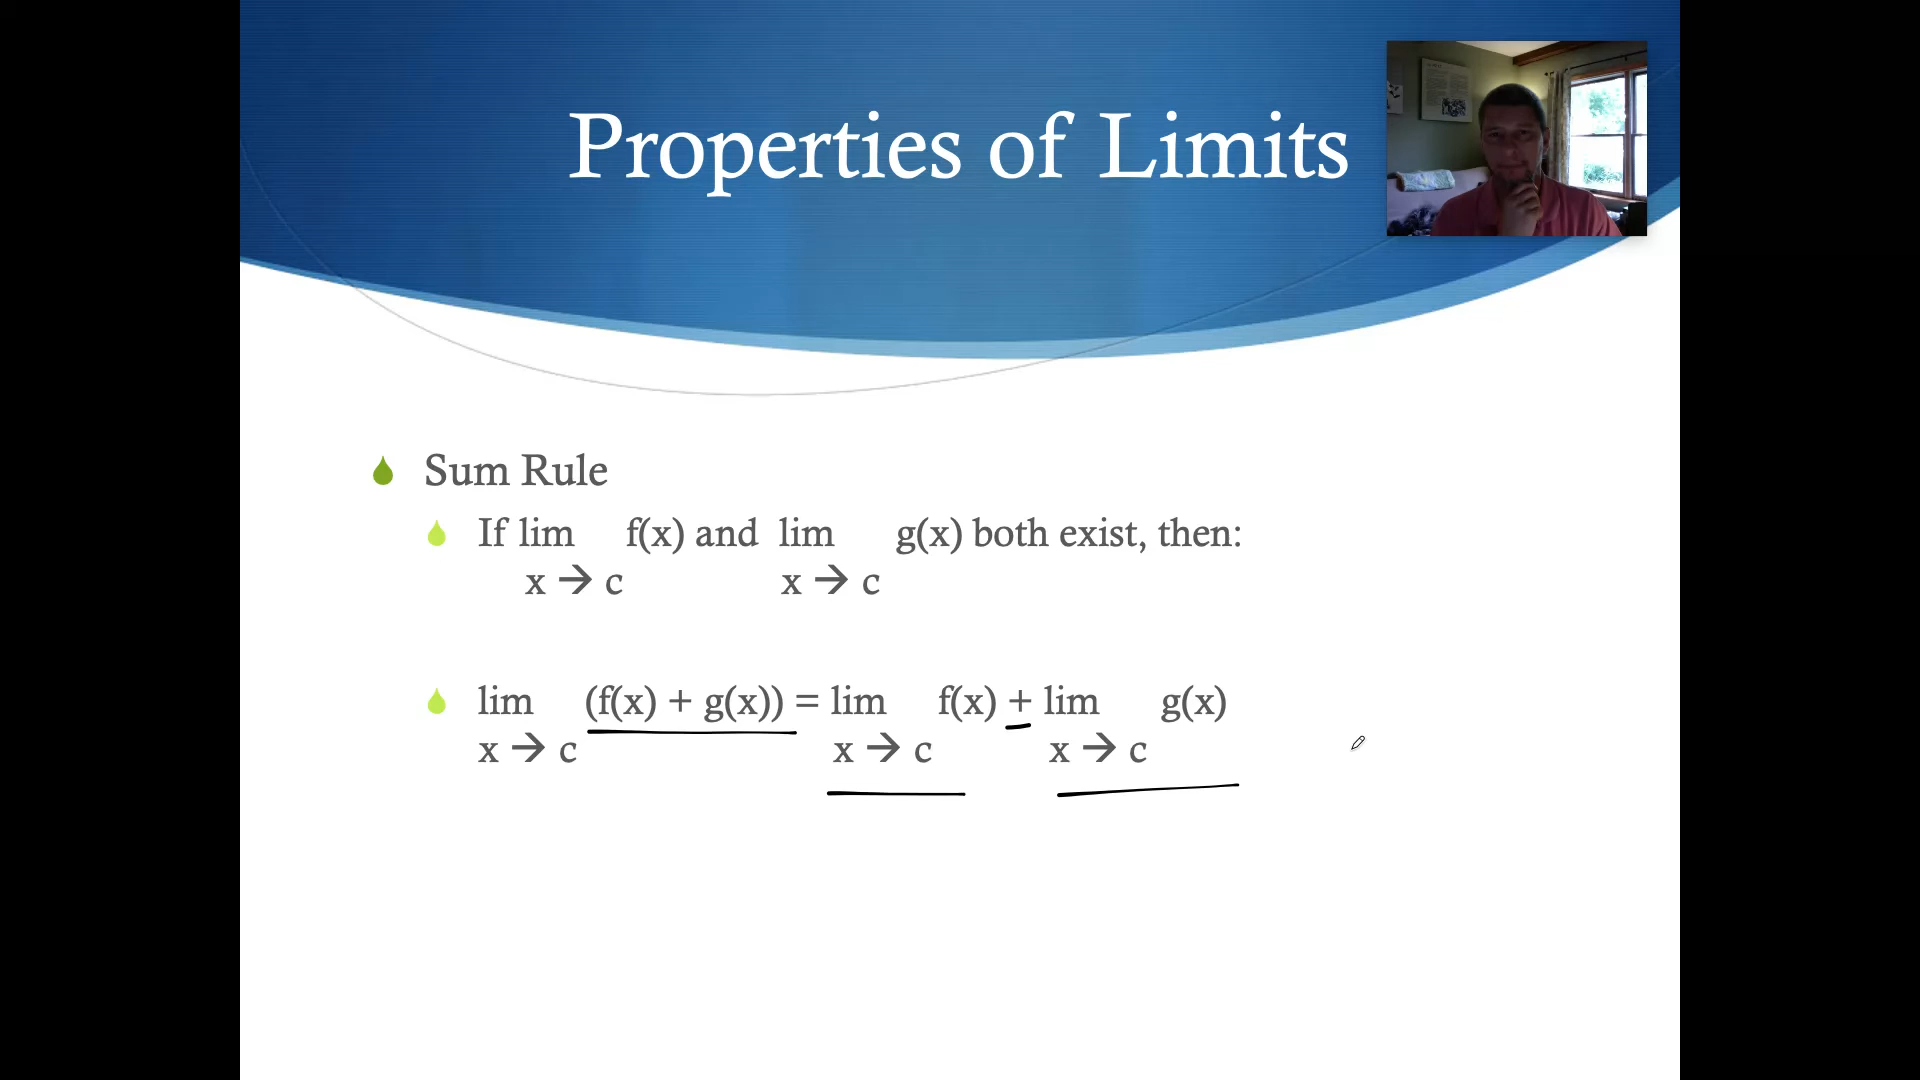 Properties of Limits
Sum Rule
If lim f(x) and lim g(x) both exist, then:
x → c x → c
lim (f(x) + g(x)) = lim f(x) + lim g(x)
x → c x → c x → c